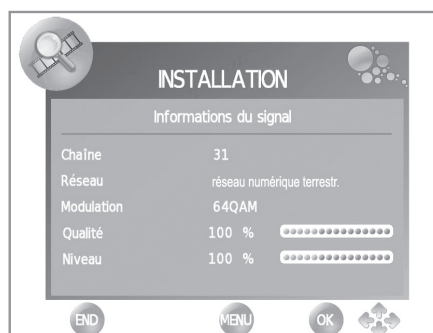 INSTALLATION
Informations du signal
Chaîne 31
Réseau réseau numérique terrestr.
Modulation 64QAM
Qualité 100 %
Niveau 100 %
END MENU OK